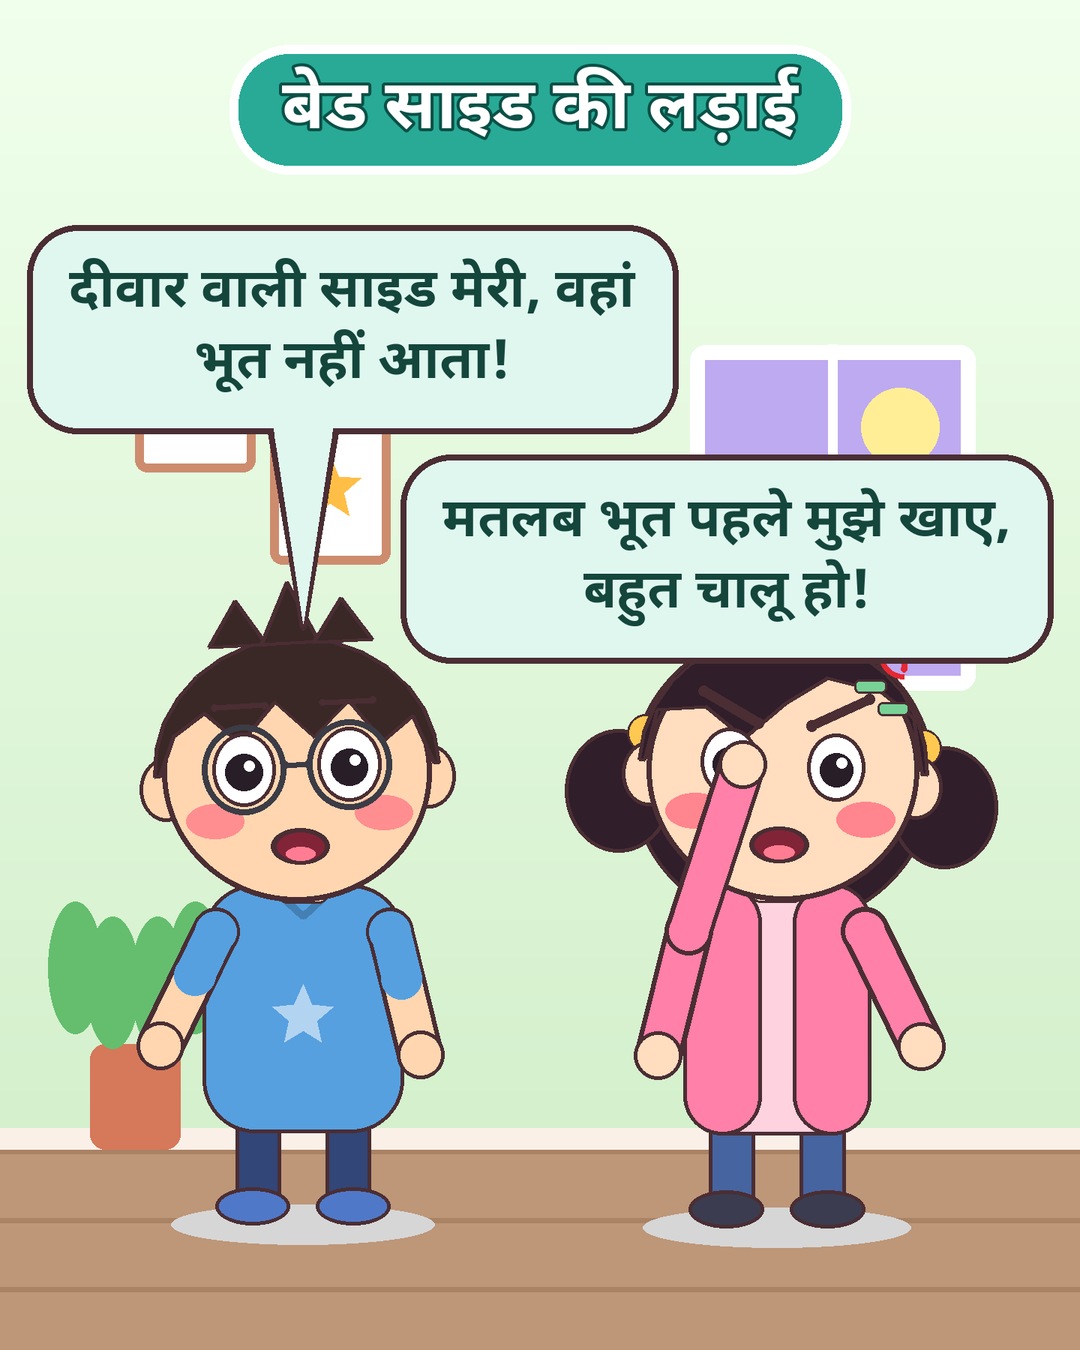 बेड साइड की लड़ाई
दीवार वाली साइड मेरी, वहां
भूत नहीं आता!
मतलब भूत पहले मुझे खाए,
बहुत चालू हो!